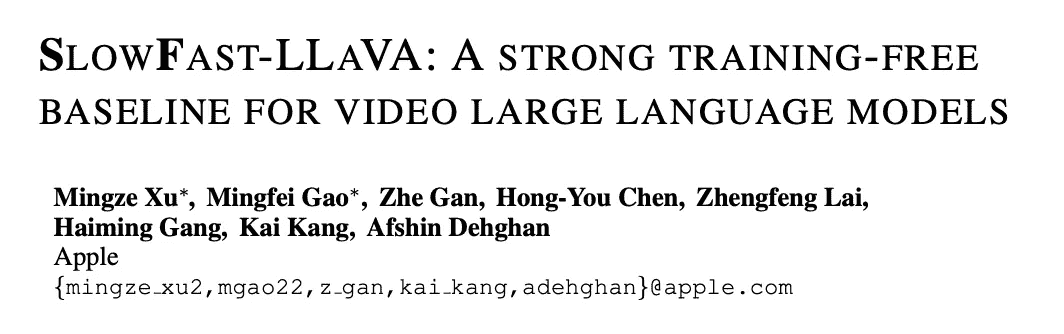 SLOWFAST-LLAVA: A STRONG TRAINING-FREE
BASELINE FOR VIDEO LARGE LANGUAGE MODELS
Mingze Xu*, Mingfei Gao*, Zhe Gan, Hong-You Chen, Zhengfeng Lai,
Haiming Gang, Kai Kang, Afshin Dehghan
Apple
{mingze_xu2,mgao22,z_gan,kai_kang,adehghan}@apple.com